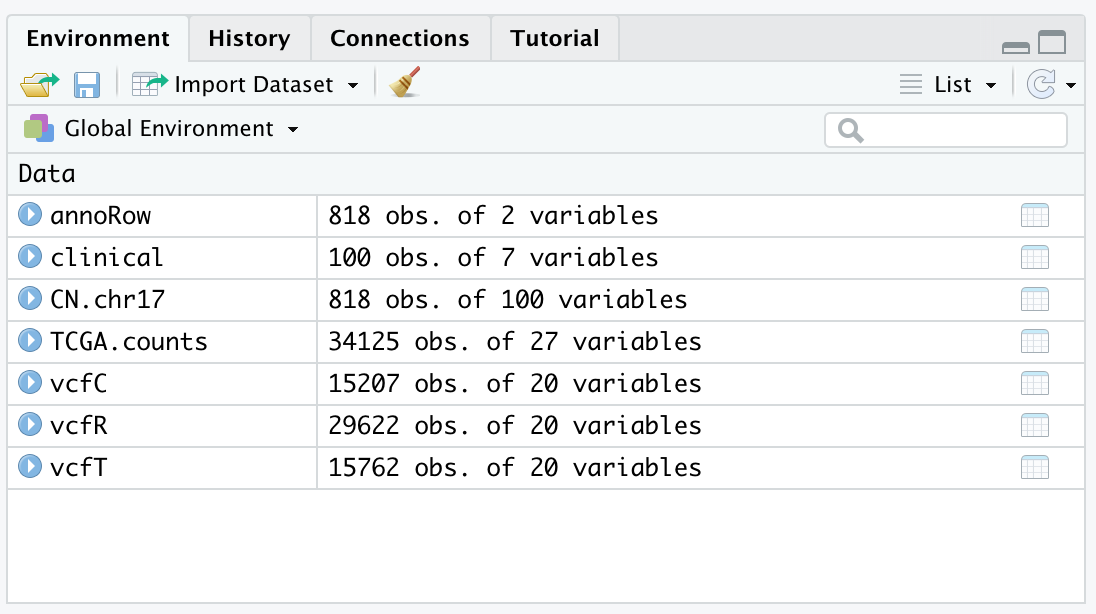 Environment History Connections Tutorial
Import Dataset List
Global Environment
Data
annoRow 818 obs. of 2 variables
clinical 100 obs. of 7 variables
CN.chr17 818 obs. of 100 variables
TCGA.counts 34125 obs. of 27 variables
vcfC 15207 obs. of 20 variables
vcfR 29622 obs. of 20 variables
vcfT 15762 obs. of 20 variables